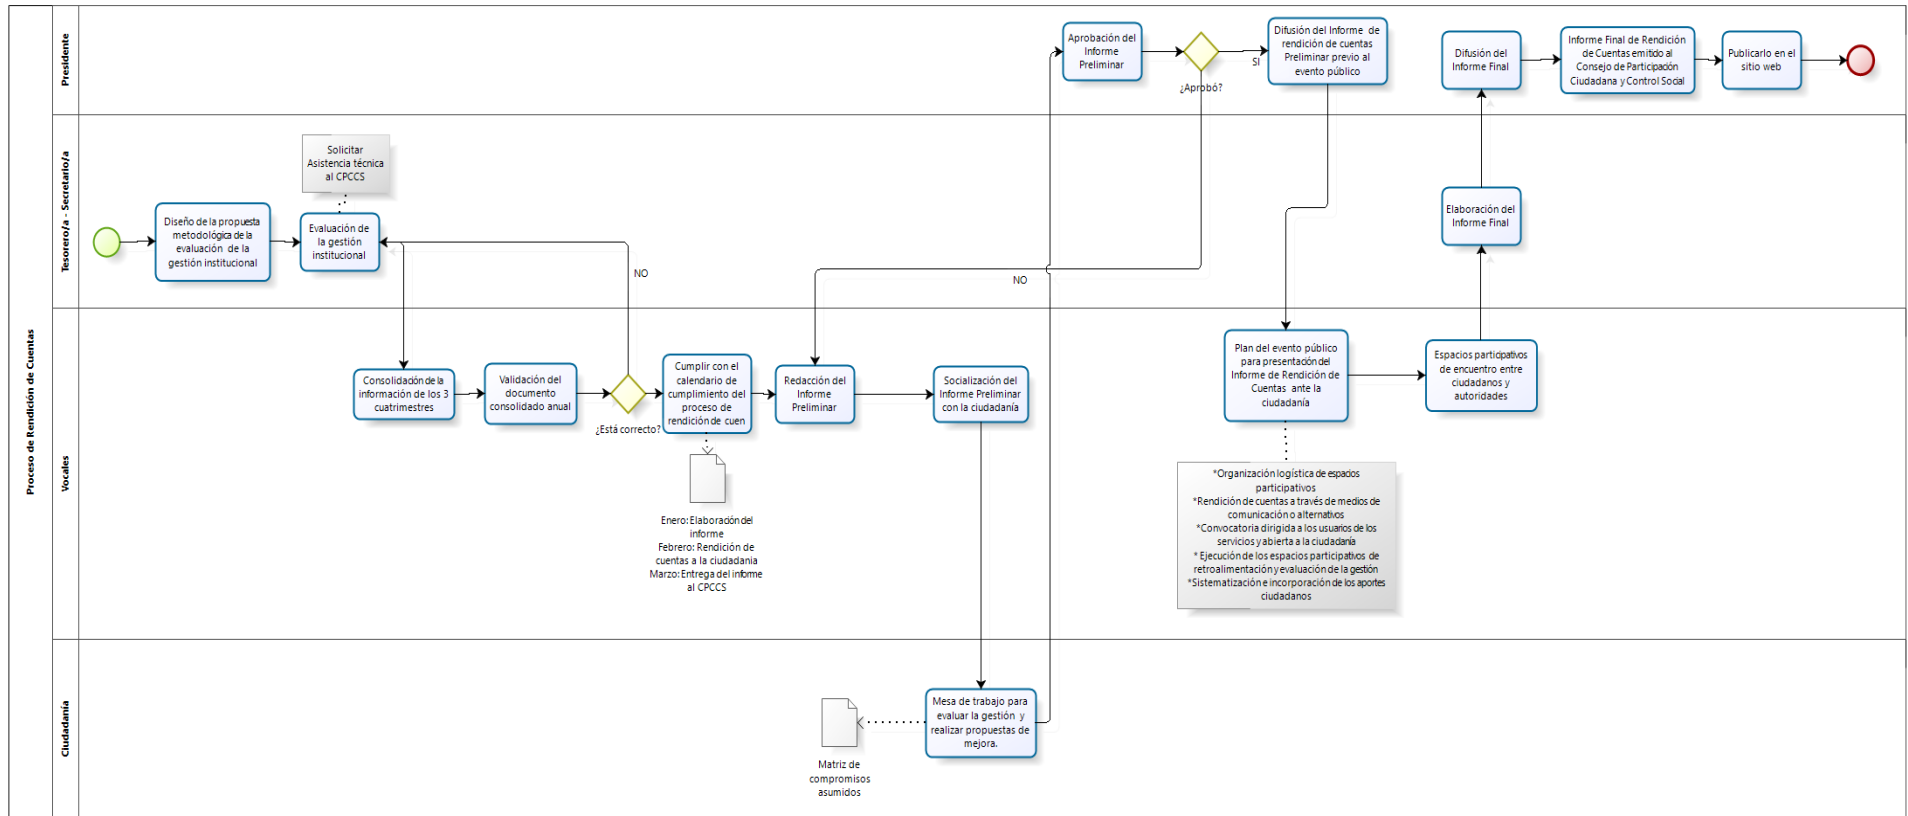 Proceso de Rendición de Cuentas
Presidente
Aprobación del
Informe
Preliminar
¿Aprobó?
SI
Difusión del Informe de
rendición de cuentas
Preliminar previo al
evento público
Difusión del
Informe Final
Informe Final de Rendición
de Cuentas emitido al
Consejo de Participación
Ciudadana y Control Social
Publicarlo en el
sitio web
Tesorero/a - Secretario/a
Solicitar
Asistencia técnica
al CPCCS
Diseño de la propuesta
metodológica de la
evaluación de la
gestión institucional
Evaluación de
la gestión
institucional
NO
NO
Elaboración del
Informe Final
Vocales
Consolidación de la
información de los 3
cuatrimestres
Validación del
documento
consolidado anual
¿Está correcto?
Cumplir con el
calendario de
cumplimiento del
proceso de
rendición de cuen
Redacción del
Informe
Preliminar
Socialización del
Informe Preliminar
con la ciudadanía
Plan del evento público
para presentación del
Informe de Rendición de
Cuentas ante la
ciudadanía
Espacios participativos
de encuentro entre
ciudadanos y
autoridades
Enero: Elaboración del
informe
Febrero: Rendición de
cuentas a la ciudadania
Marzo: Entrega del informe
al CPCCS
*Organización logística de espacios
participativos
*Rendición de cuentas a través de medios de
comunicación o alternativos
*Convocatoria dirigida a los usuarios de los
servicios y abierta a la ciudadanía
* Ejecución de los espacios participativos de
retroalimentación y evaluación de la gestión
*Sistematización e incorporación de los aportes
ciudadanos
Ciudadanía
Mesa de trabajo para
evaluar la gestión y
realizar propuestas de
mejora.
Matriz de
compromisos
asumidos